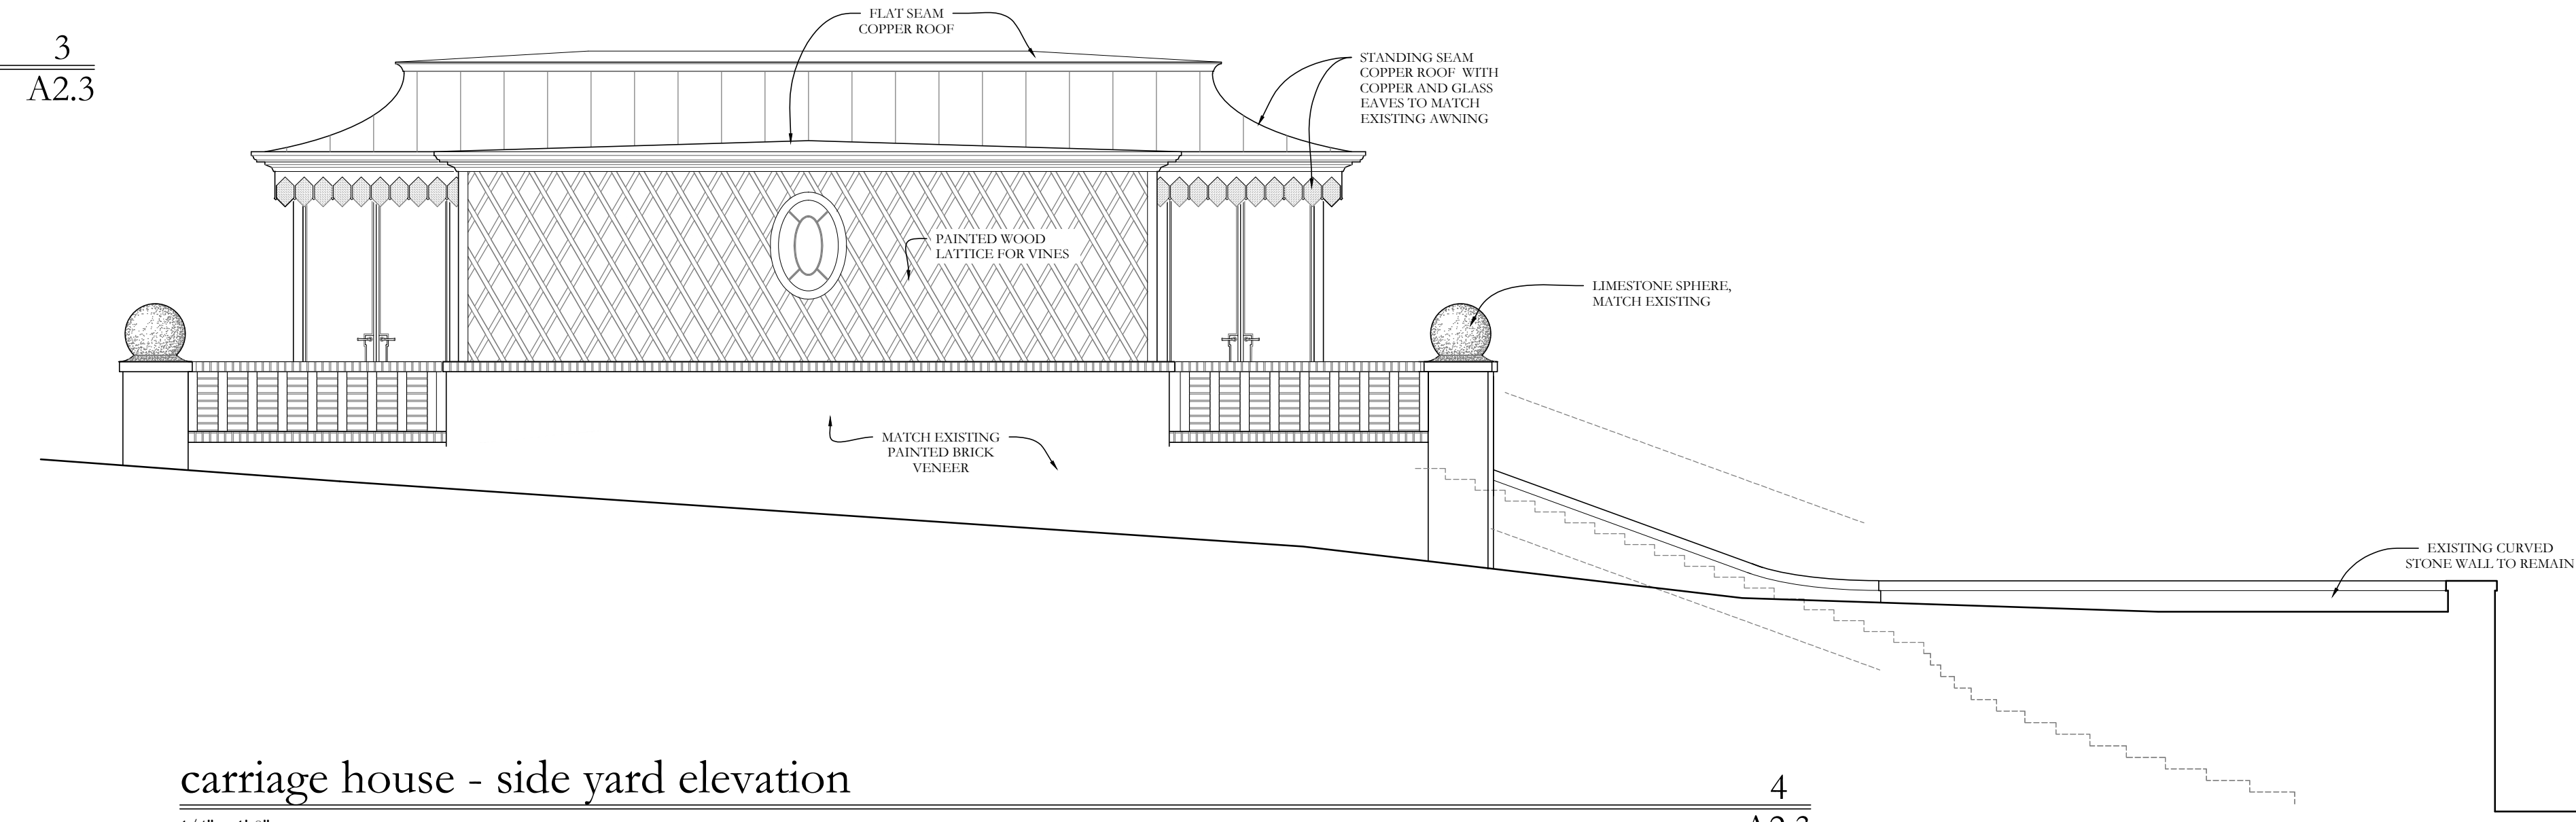 3
A2.3
FLAT SEAM
COPPER ROOF
STANDING SEAM
COPPER ROOF WITH
COPPER AND GLASS
EAVES TO MATCH
EXISTING AWNING
PAINTED WOOD
LATTICE FOR VINES
LIMESTONE SPHERE,
MATCH EXISTING
MATCH EXISTING
PAINTED BRICK
VENEER
EXISTING CURVED
STONE WALL TO REMAIN
carriage house - side yard elevation
4
A2.3